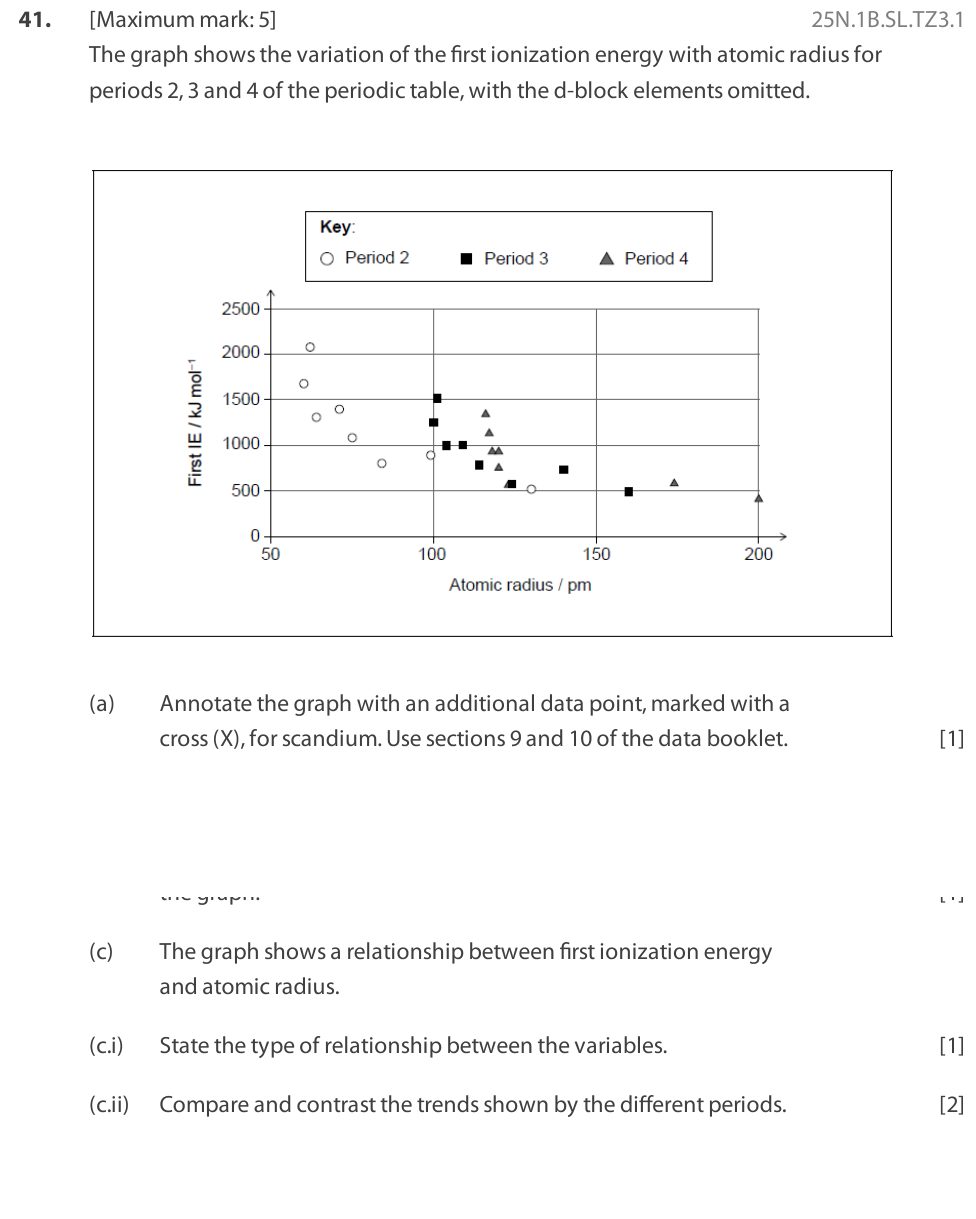 41. [Maximum mark: 5] 25N.1B.SL.TZ3.1
The graph shows the variation of the first ionization energy with atomic radius for
periods 2, 3 and 4 of the periodic table, with the d-block elements omitted.
Key:
Period 2 Period 3 Period 4
2500
2000
1500
1000
500
0
First IE / kJ mol⁻¹
50 100 150 200
Atomic radius / pm
(a) Annotate the graph with an additional data point, marked with a
cross (X), for scandium. Use sections 9 and 10 of the data booklet. [1]
the graph. [1]
(c) The graph shows a relationship between first ionization energy
and atomic radius.
(c.i) State the type of relationship between the variables. [1]
(c.ii) Compare and contrast the trends shown by the different periods. [2]